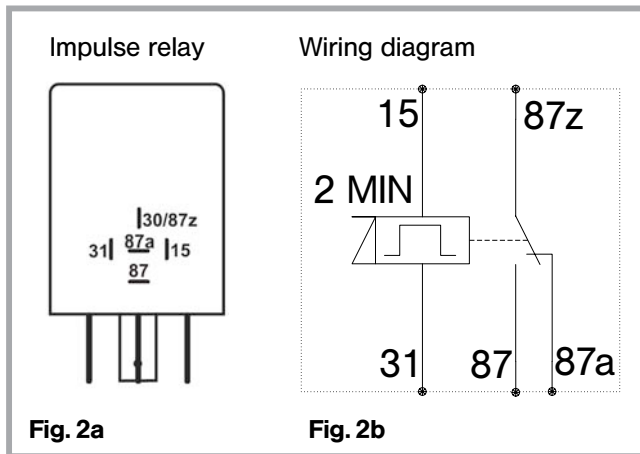 Impulse relay
Wiring diagram
30/87z
31 87a 15
87
15 87z
2 MIN
31 87 87a
Fig. 2a
Fig. 2b